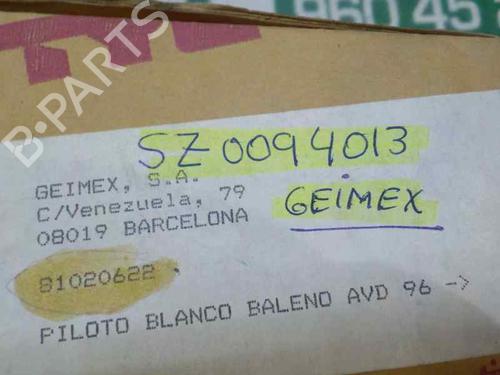 960 45
B-PARTS
SZ0094013
GEIMEX, S.A.
C/Venezuela, 79
08019 BARCELONA
GEIMEX
81020622
PILOTO BLANCO BALENO AVD 96 ->